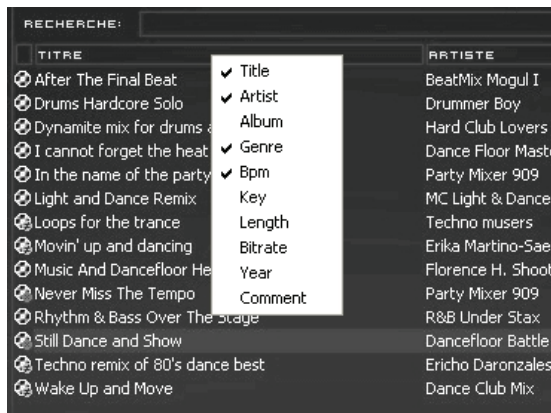 RECHERCHE:
TITRE ARTISTE
After The Final Beat BeatMix Mogul I
Drums Hardcore Solo Drummer Boy
Dynamite mix for drums Hard Club Lovers
I cannot forget the heat Dance Floor Mast
In the name of the party Party Mixer 909
Light and Dance Remix MC Light & Dance
Loops for the trance Techno musers
Movin' up and dancing Erika Martino-Sae
Music And Dancefloor He Florence H. Shoot
Never Miss The Tempo Party Mixer 909
Rhythm & Bass Over The Stage R&B Under Stax
Still Dance and Show Dancefloor Battle
Techno remix of 80's dance best Ericho Daronzales
Wake Up and Move Dance Club Mix
Title
Artist
Album
Genre
Bpm
Key
Length
Bitrate
Year
Comment